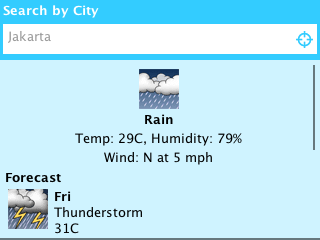 Search by City
Jakarta
Rain
Temp: 29C, Humidity: 79%
Wind: N at 5 mph
Forecast
Fri
Thunderstorm
31C